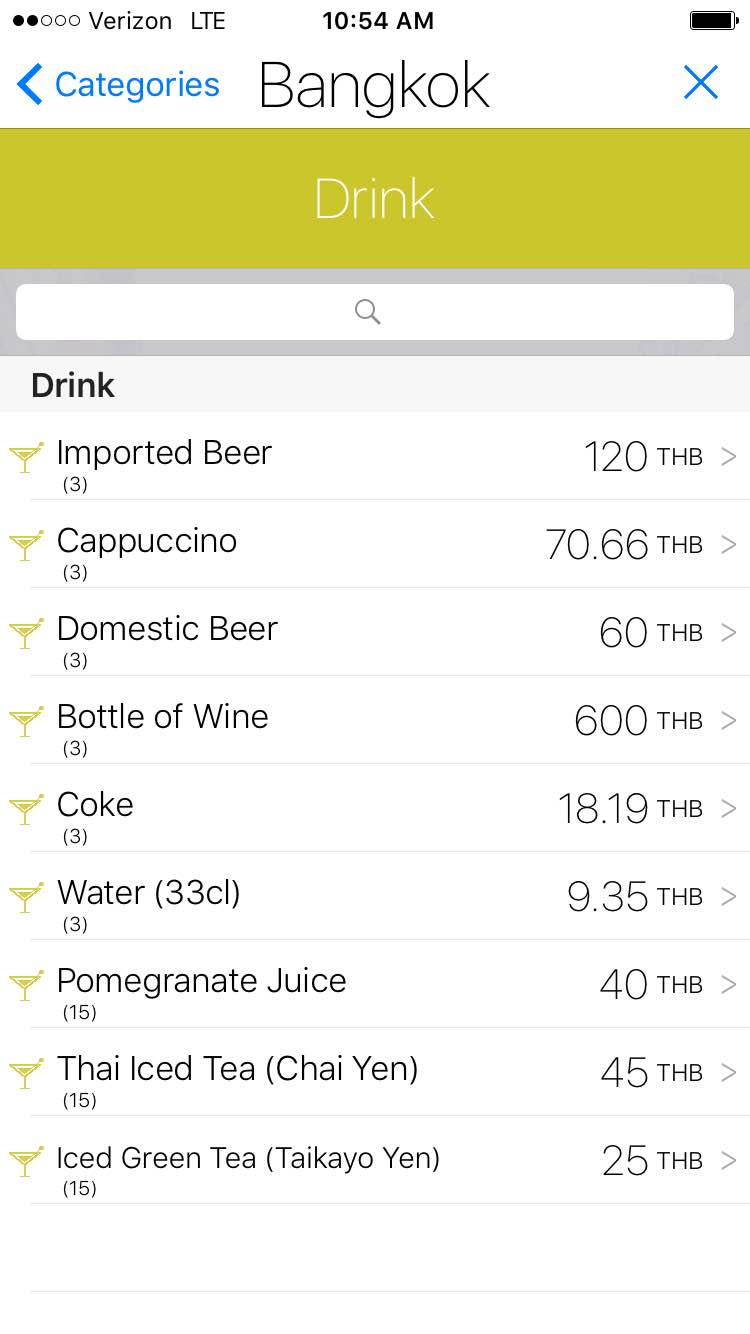 Verizon LTE 10:54 AM
Categories Bangkok
Drink
Drink
Imported Beer 120 THB
(3)
Cappuccino 70.66 THB
(3)
Domestic Beer 60 THB
(3)
Bottle of Wine 600 THB
(3)
Coke 18.19 THB
(3)
Water (33cl) 9.35 THB
(3)
Pomegranate Juice 40 THB
(15)
Thai Iced Tea (Chai Yen) 45 THB
(15)
Iced Green Tea (Taikayo Yen) 25 THB
(15)